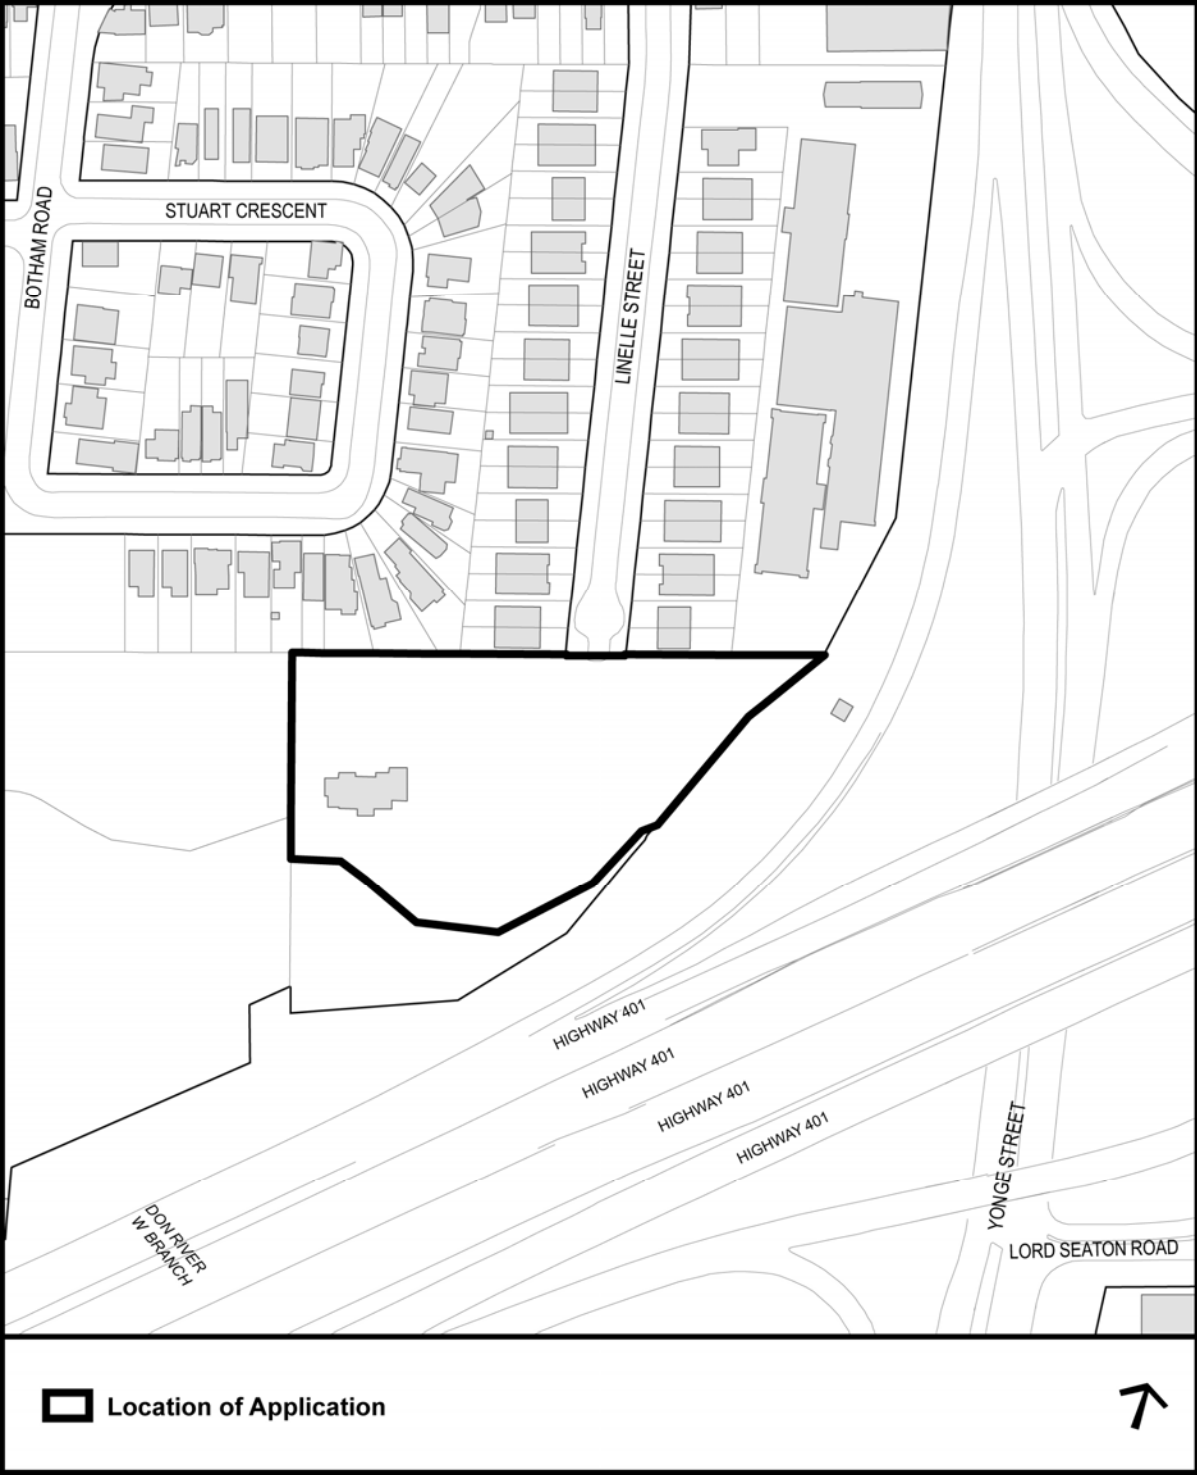 STUART CRESCENT
BOTHAM ROAD
LINELLE STREET
HIGHWAY 401
HIGHWAY 401
HIGHWAY 401
HIGHWAY 401
YONGE STREET
DON RIVER
W BRANCH
LORD SEATON ROAD
Location of Application